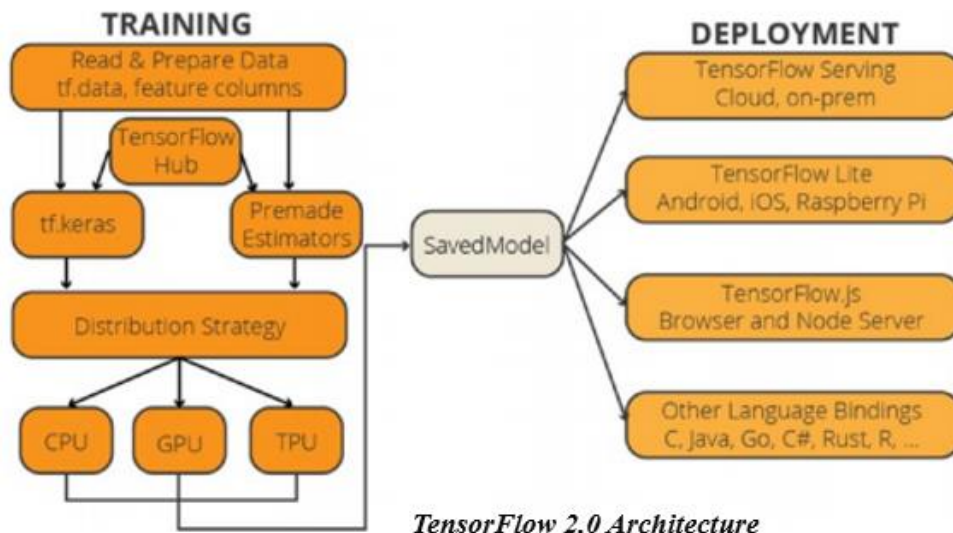 TRAINING
Read & Prepare Data
tf.data, feature columns
TensorFlow
Hub
tf.keras
Premade
Estimators
Distribution Strategy
CPU
GPU
TPU
SavedModel
DEPLOYMENT
TensorFlow Serving
Cloud, on-prem
TensorFlow Lite
Android, iOS, Raspberry Pi
TensorFlow.js
Browser and Node Server
Other Language Bindings
C, Java, Go, C#, Rust, R, ...
TensorFlow 2.0 Architecture